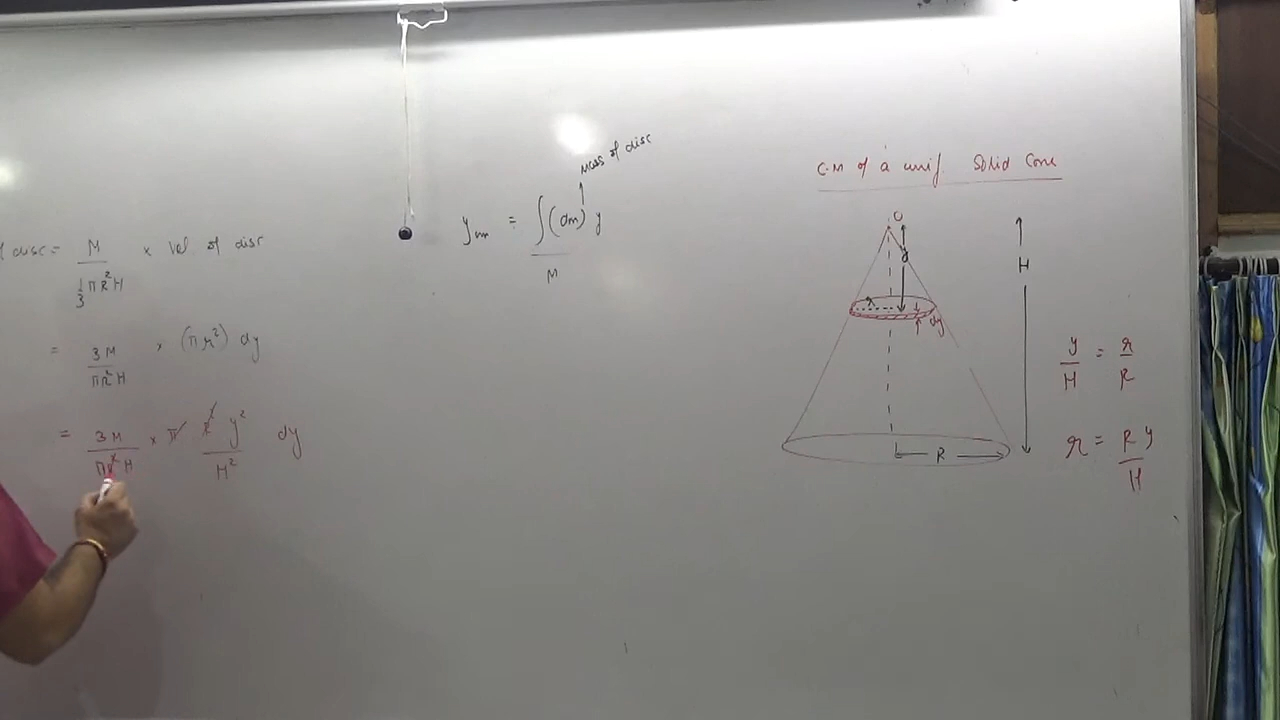 disc = M / (1/3 πR²H) × vol of disc
= 3M / (πR²H) × (πr²) dy
= 3M / (πR²H) × π R² y² / H² dy
mass of disc
y_cm = ∫(dm) y / M
C.M of a unif. Solid Cone
O
y
H
r
dy
R
y/H = r/R
r = R y / H